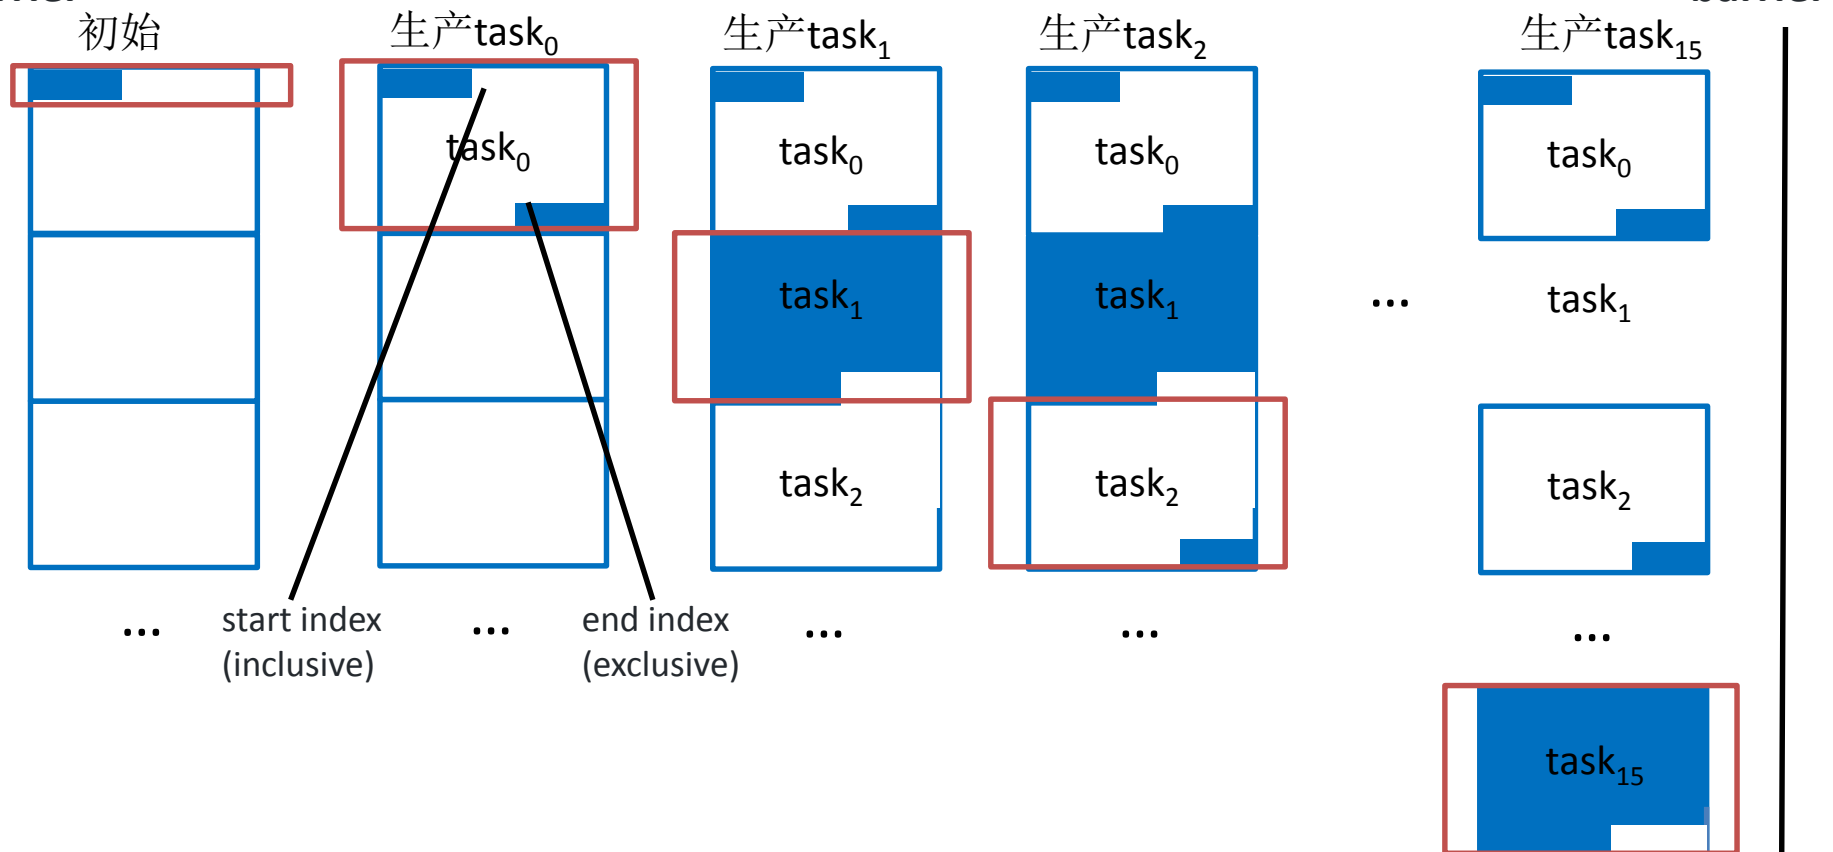 初始
生产task0
生产task1
生产task2
生产task15
task0
task0
task0
task0
task1
task1
...
task1
task2
task2
task2
...
start index
(inclusive)
...
end index
(exclusive)
...
...
...
task15